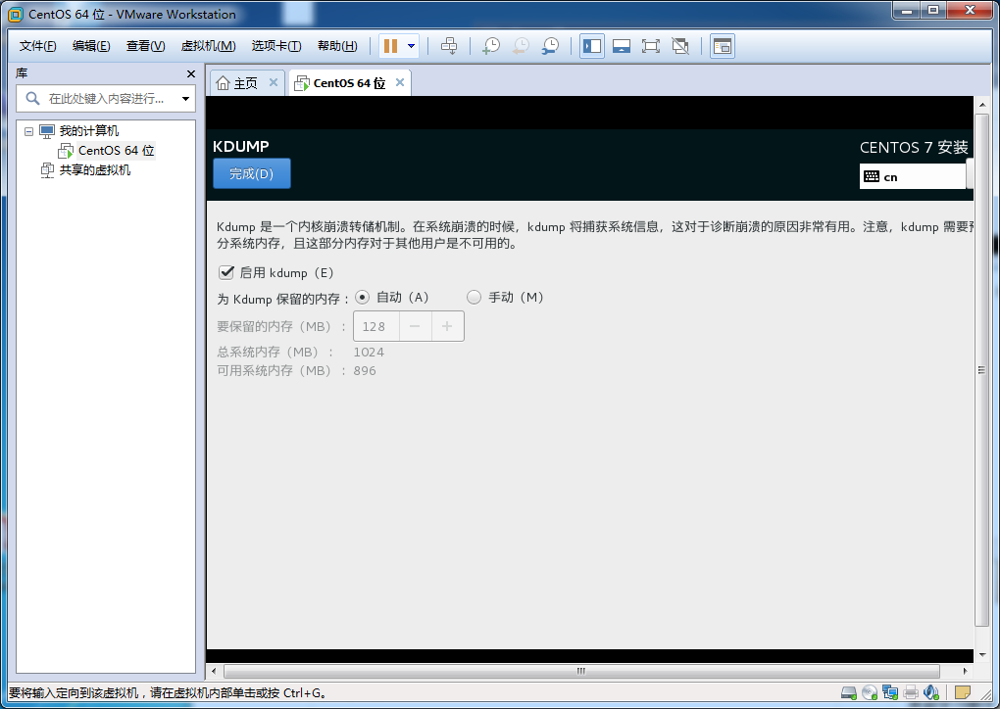 CentOS 64 位 - VMware Workstation
文件(F) 编辑(E) 查看(V) 虚拟机(M) 选项卡(T) 帮助(H)
库
在此处键入内容进行...
我的计算机
CentOS 64 位
共享的虚拟机
主页
CentOS 64 位
KDUMP
完成(D)
CENTOS 7 安装
cn
Kdump 是一个内核崩溃转储机制。在系统崩溃的时候，kdump 将捕获系统信息，这对于诊断崩溃的原因非常有用。注意，kdump 需要
分系统内存，且这部分内存对于其他用户是不可用的。
启用 kdump（E）
为 Kdump 保留的内存： 自动（A） 手动（M）
要保留的内存（MB）： 128 − +
总系统内存（MB）： 1024
可用系统内存（MB）： 896
要将输入定向到该虚拟机，请在虚拟机内部单击或按 Ctrl+G。